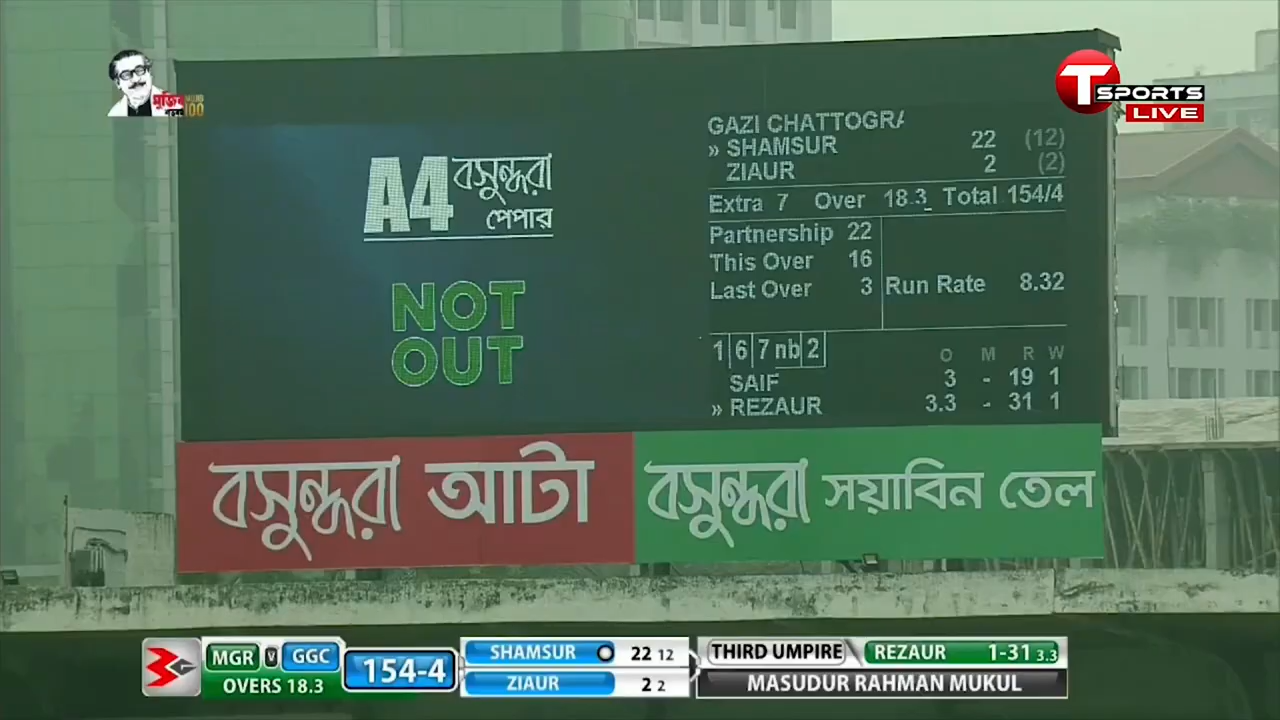 মুজিব
100
T SPORTS
LIVE
A4 বসুন্ধরা
পেপার
NOT
OUT
GAZI CHATTOGRA
» SHAMSUR 22 (12)
ZIAUR 2 (2)
Extra 7 Over 18.3 Total 154/4
Partnership 22
This Over 16
Last Over 3 Run Rate 8.32
1 6 7nb 2
O M R W
SAIF 3 - 19 1
» REZAUR 3.3 - 31 1
বসুন্ধরা আটা
বসুন্ধরা সয়াবিন তেল
MGR V GGC 154-4
OVERS 18.3
SHAMSUR 22 12
ZIAUR 2 2
THIRD UMPIRE REZAUR 1-31 3.3
MASUDUR RAHMAN MUKUL